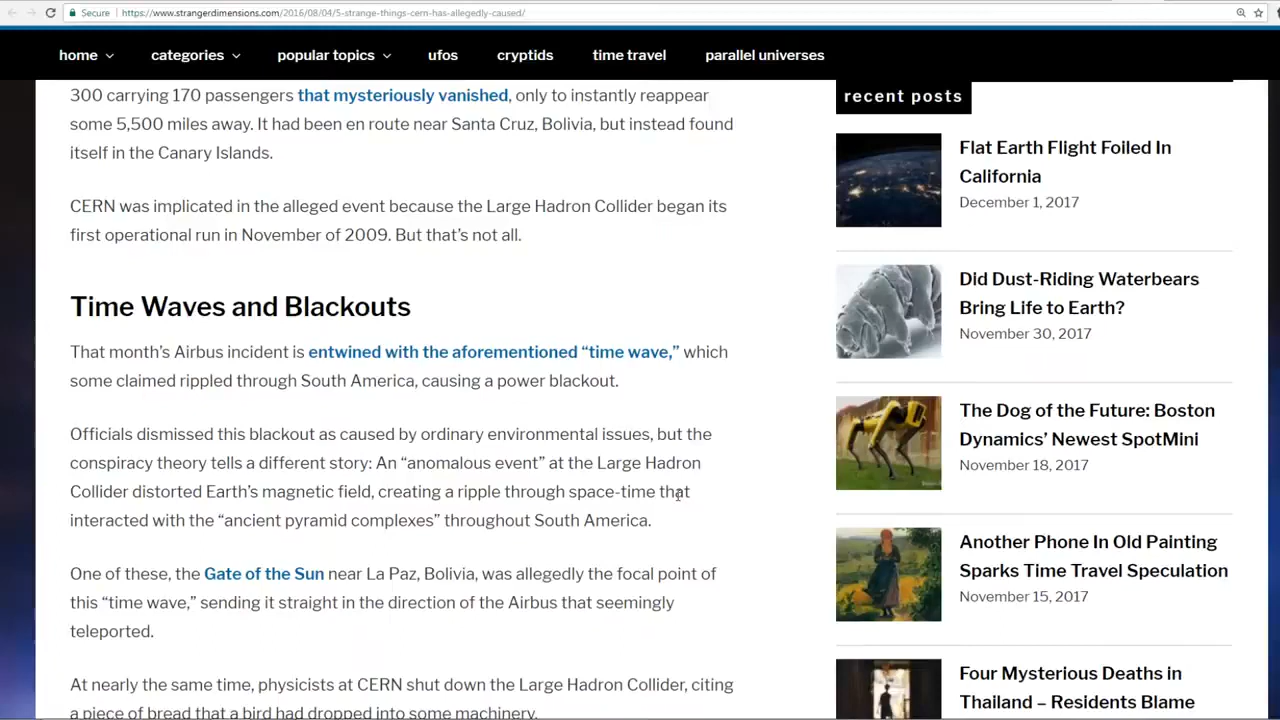 Secure
https://www.strangerdimensions.com/2016/08/04/5-strange-things-cern-has-allegedly-caused/
home categories popular topics ufos cryptids time travel parallel universes
300 carrying 170 passengers that mysteriously vanished, only to instantly reappear
some 5,500 miles away. It had been en route near Santa Cruz, Bolivia, but instead found
itself in the Canary Islands.
CERN was implicated in the alleged event because the Large Hadron Collider began its
first operational run in November of 2009. But that’s not all.
Time Waves and Blackouts
That month’s Airbus incident is entwined with the aforementioned “time wave,” which
some claimed rippled through South America, causing a power blackout.
Officials dismissed this blackout as caused by ordinary environmental issues, but the
conspiracy theory tells a different story: An “anomalous event” at the Large Hadron
Collider distorted Earth’s magnetic field, creating a ripple through space-time that
interacted with the “ancient pyramid complexes” throughout South America.
One of these, the Gate of the Sun near La Paz, Bolivia, was allegedly the focal point of
this “time wave,” sending it straight in the direction of the Airbus that seemingly
teleported.
At nearly the same time, physicists at CERN shut down the Large Hadron Collider, citing
a piece of bread that a bird had dropped into some machinery.
recent posts
Flat Earth Flight Foiled In
California
December 1, 2017
Did Dust-Riding Waterbears
Bring Life to Earth?
November 30, 2017
The Dog of the Future: Boston
Dynamics’ Newest SpotMini
November 18, 2017
Another Phone In Old Painting
Sparks Time Travel Speculation
November 15, 2017
Four Mysterious Deaths in
Thailand – Residents Blame